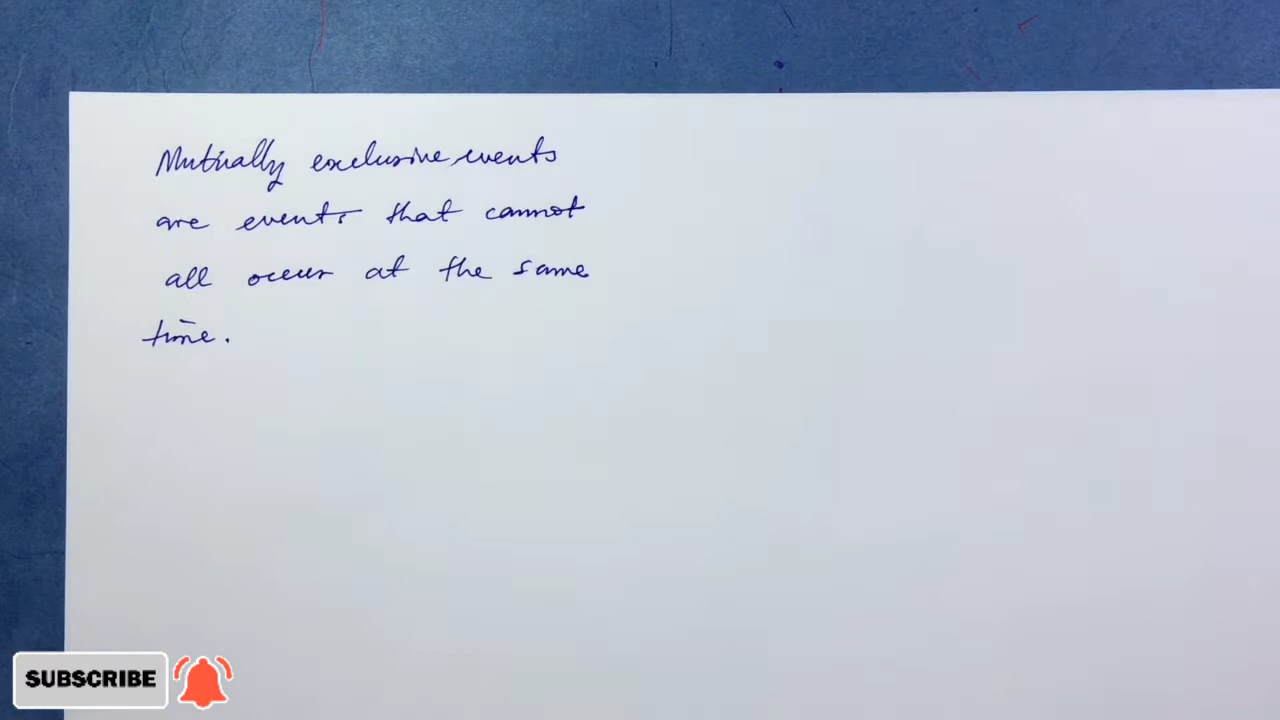 Mutually exclusive events
are events that cannot
all occur at the same
time.
SUBSCRIBE